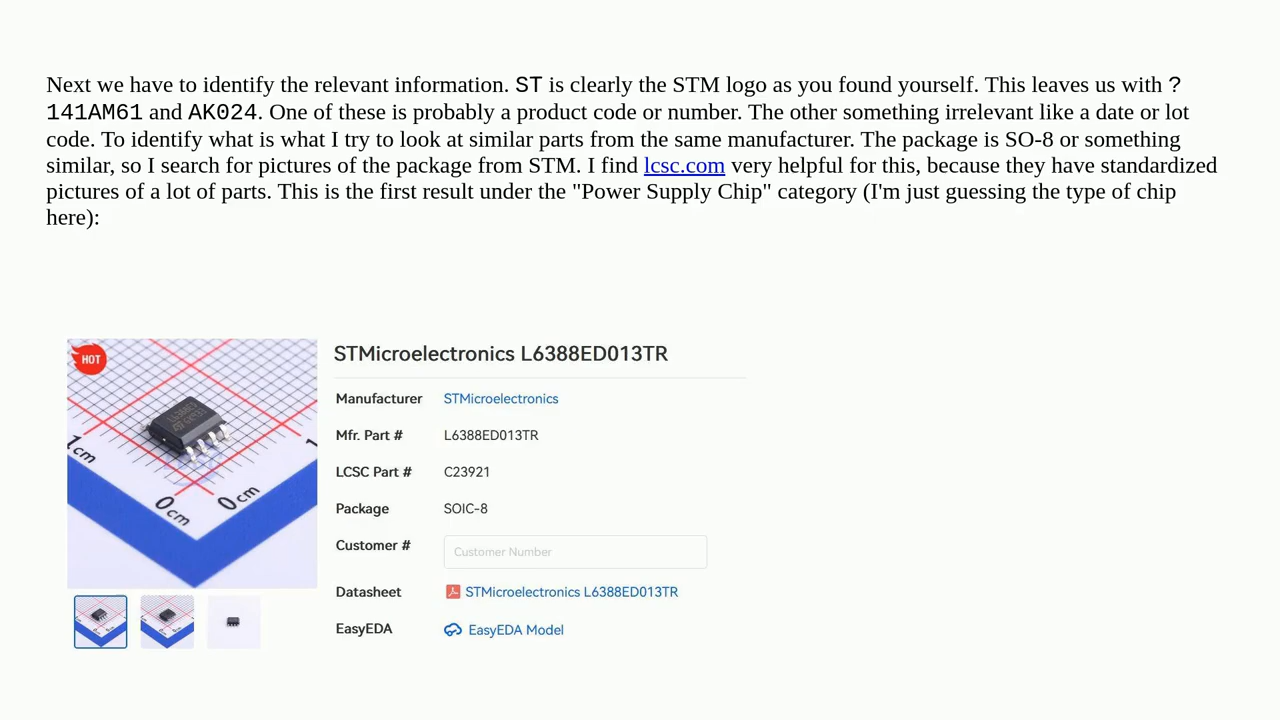 Next we have to identify the relevant information. ST is clearly the STM logo as you found yourself. This leaves us with ?
141AM61 and AK024. One of these is probably a product code or number. The other something irrelevant like a date or lot
code. To identify what is what I try to look at similar parts from the same manufacturer. The package is SO-8 or something
similar, so I search for pictures of the package from STM. I find lcsc.com very helpful for this, because they have standardized
pictures of a lot of parts. This is the first result under the "Power Supply Chip" category (I'm just guessing the type of chip
here):
HOT
1cm
0cm
0cm
STMicroelectronics L6388ED013TR
Manufacturer STMicroelectronics
Mfr. Part # L6388ED013TR
LCSC Part # C23921
Package SOIC-8
Customer # Customer Number
Datasheet STMicroelectronics L6388ED013TR
EasyEDA EasyEDA Model